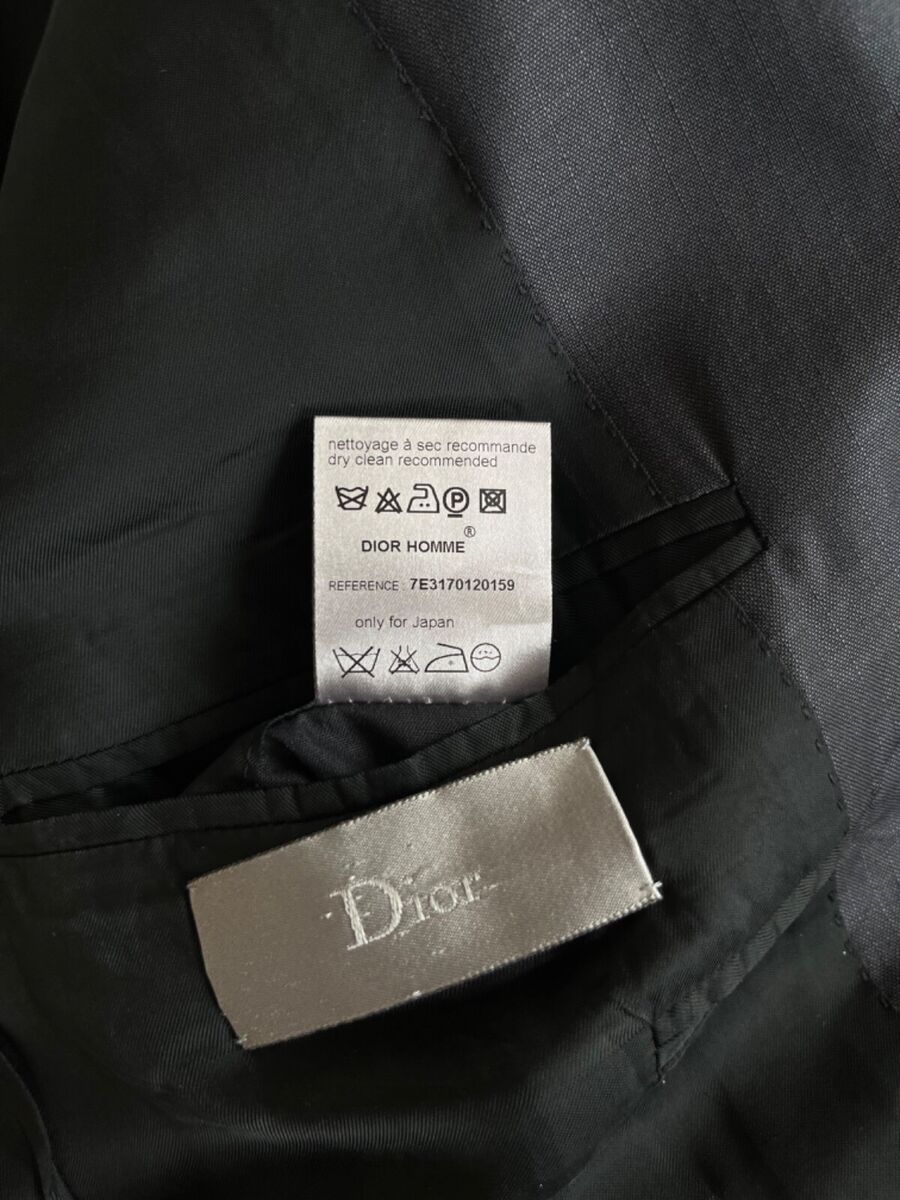 nettoyage à sec recommande
dry clean recommended
P
DIOR HOMME®
REFERENCE : 7E3170120159
only for Japan
Dior